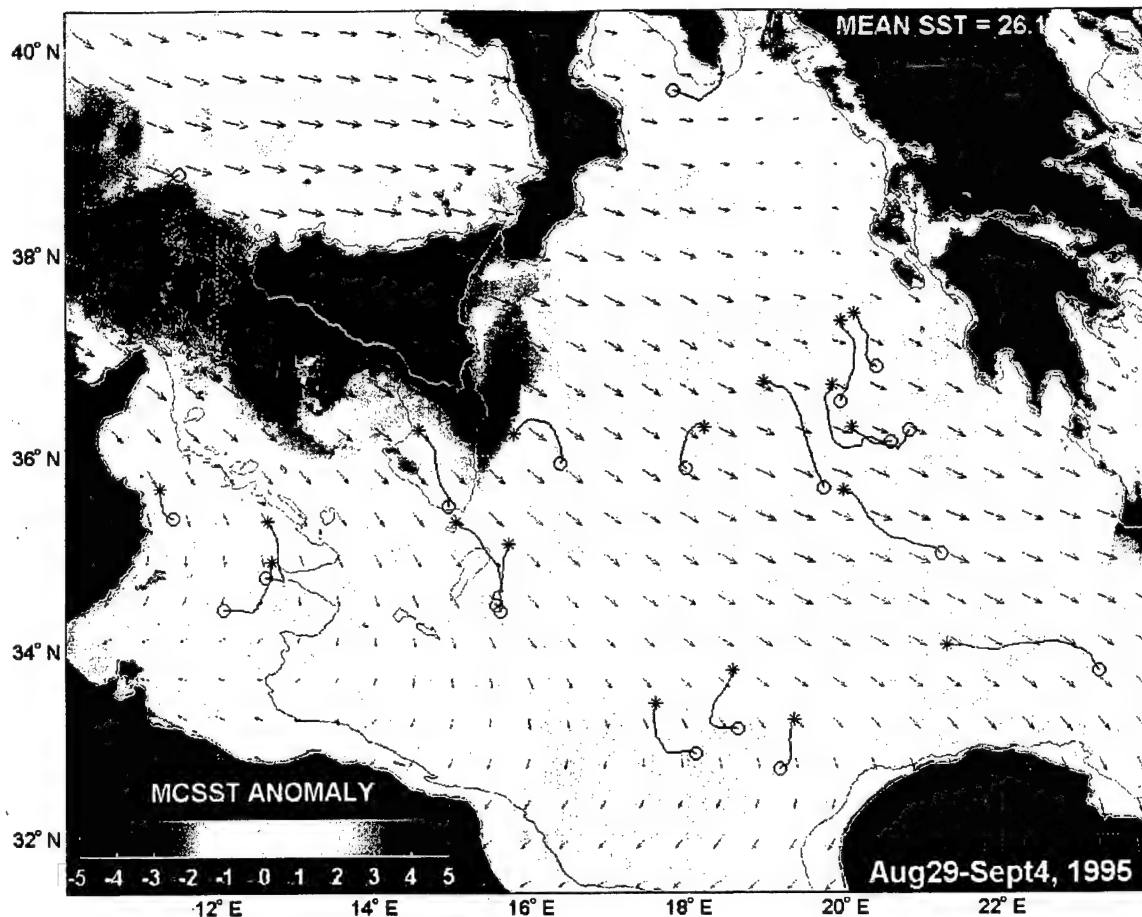 MEAN SST = 26.1
40° N
38° N
36° N
34° N
32° N
MCSST ANOMALY
-5 -4 -3 -2 -1 0 1 2 3 4 5
Aug29-Sept4, 1995
12° E 14° E 16° E 18° E 20° E 22° E